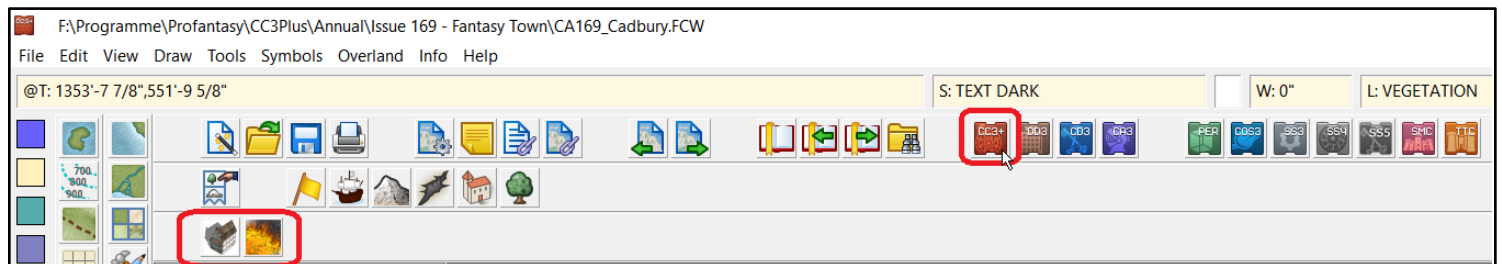 F:\Programme\Profantasy\CC3Plus\Annual\Issue 169 - Fantasy Town\CA169_Cadbury.FCW
File Edit View Draw Tools Symbols Overland Info Help
@T: 1353'-7 7/8",551'-9 5/8" S: TEXT DARK W: 0" L: VEGETATION
CC3+ DD3 CD3 CA3 PER COS3 SS3 SS4 SS5 SMC TTC
700
800
900